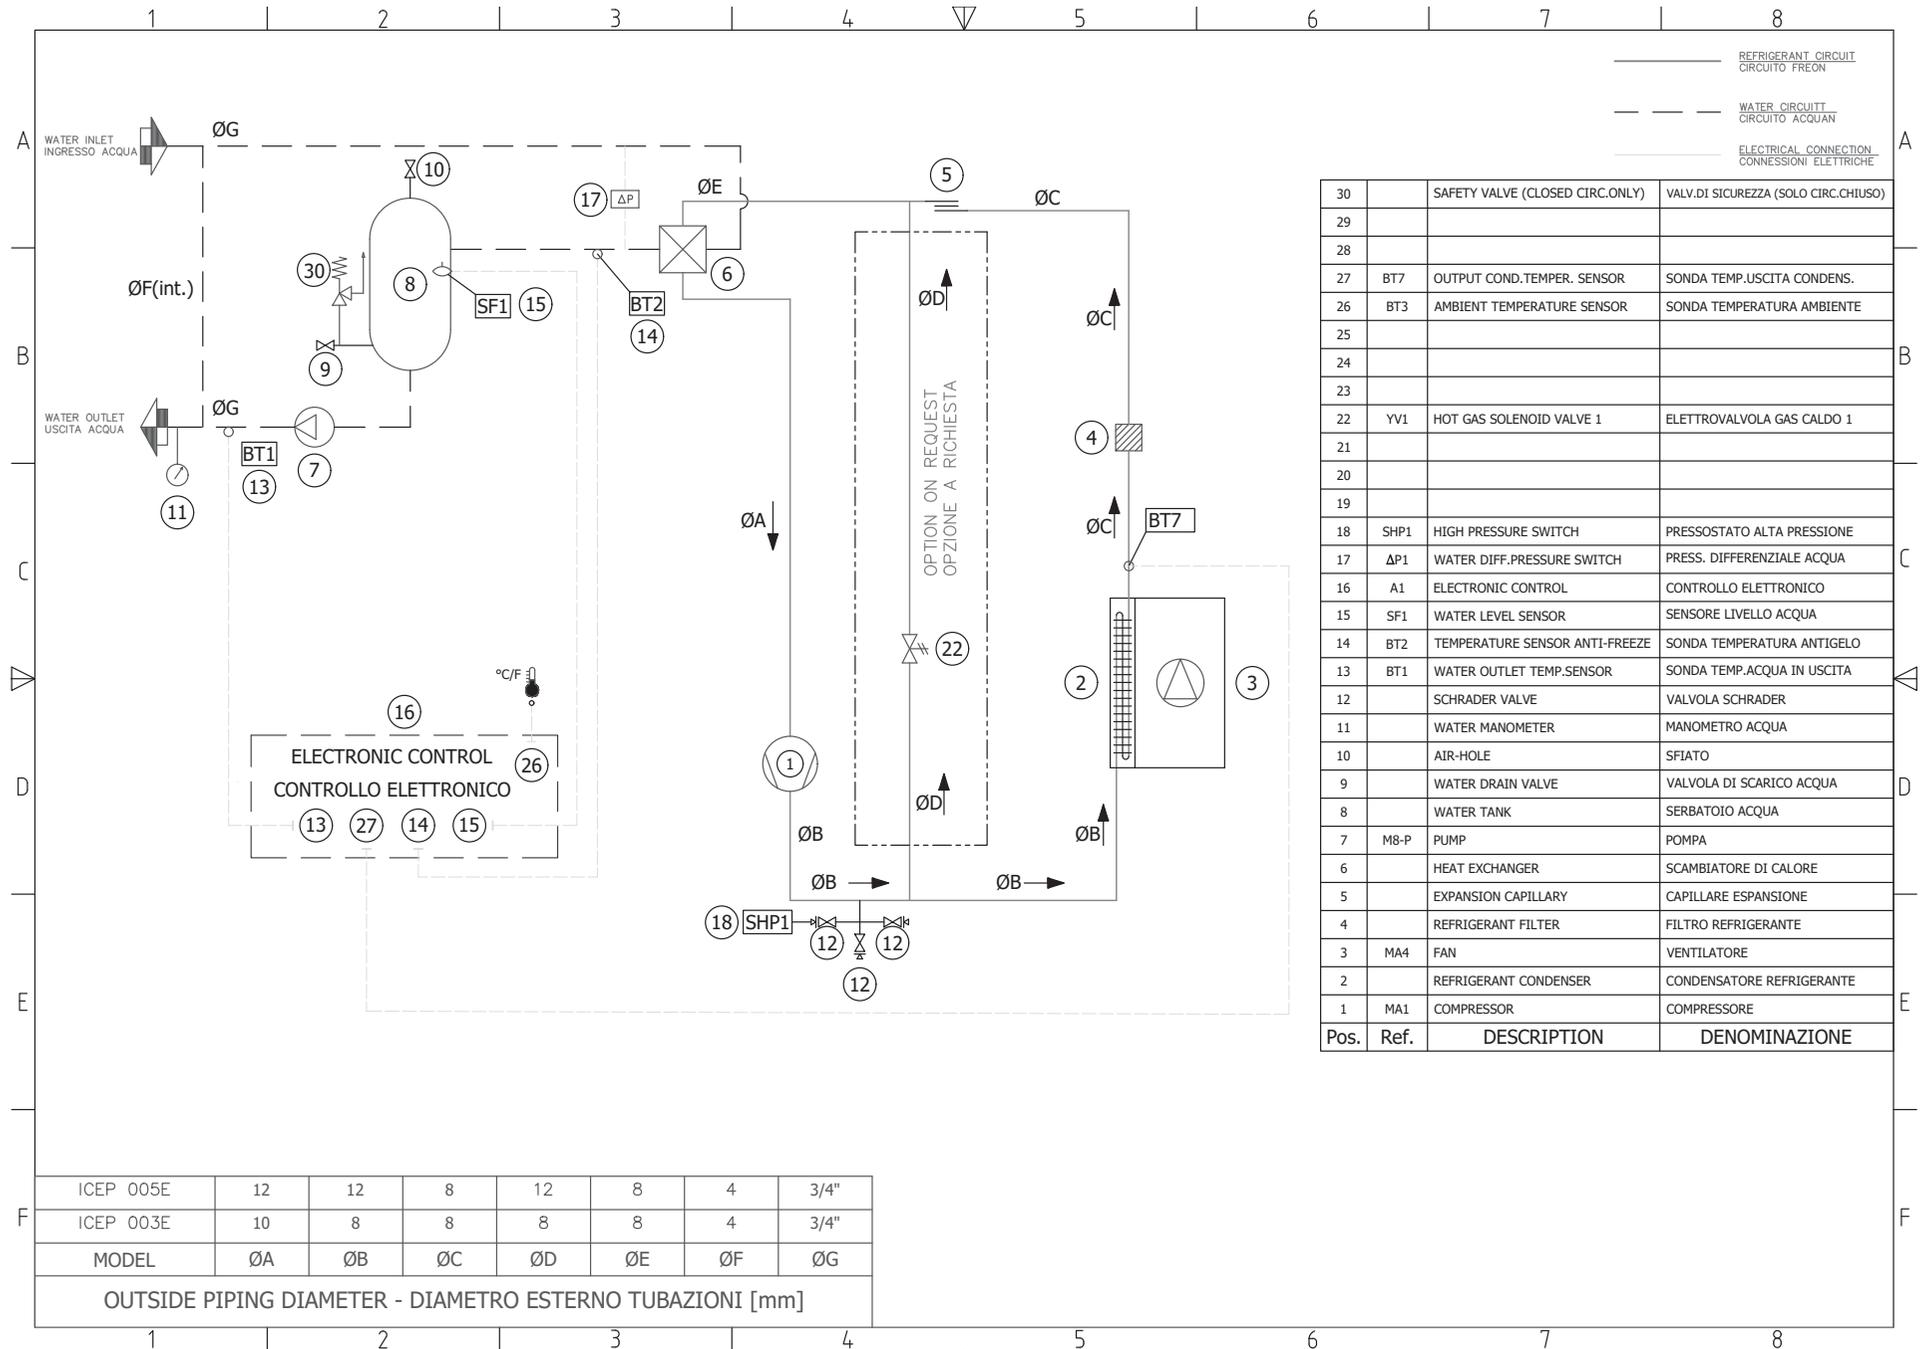 1 2 3 4 5 6 7 8
REFRIGERANT CIRCUIT
CIRCUITO FREON
WATER CIRCUITT
CIRCUITO ACQUAN
ELECTRICAL CONNECTION
CONNESSIONI ELETTRICHE
A
A
WATER INLET
INGRESSO ACQUA
ØG
10
17
ΔP
ØE
5
ØC
30
8
SF1
15
BT2
14
6
ØF(int.)
9
ØD
ØC
B
B
WATER OUTLET
USCITA ACQUA
ØG
BT1
13
7
11
OPTION ON REQUEST
OPZIONE A RICHIESTA
4
ØA
ØC
BT7
C
C
22
2
3
°C/F
16
ELECTRONIC CONTROL
CONTROLLO ELETTRONICO
26
13
27
14
15
1
ØD
ØB
ØB
D
D
ØB
ØB
18
SHP1
12
12
12
E
E
30 SAFETY VALVE (CLOSED CIRC.ONLY) VALV.DI SICUREZZA (SOLO CIRC.CHIUSO)
29
28
27 BT7 OUTPUT COND.TEMPER. SENSOR SONDA TEMP.USCITA CONDENS.
26 BT3 AMBIENT TEMPERATURE SENSOR SONDA TEMPERATURA AMBIENTE
25
24
23
22 YV1 HOT GAS SOLENOID VALVE 1 ELETTROVALVOLA GAS CALDO 1
21
20
19
18 SHP1 HIGH PRESSURE SWITCH PRESSOSTATO ALTA PRESSIONE
17 ΔP1 WATER DIFF.PRESSURE SWITCH PRESS. DIFFERENZIALE ACQUA
16 A1 ELECTRONIC CONTROL CONTROLLO ELETTRONICO
15 SF1 WATER LEVEL SENSOR SENSORE LIVELLO ACQUA
14 BT2 TEMPERATURE SENSOR ANTI-FREEZE SONDA TEMPERATURA ANTIGELO
13 BT1 WATER OUTLET TEMP.SENSOR SONDA TEMP.ACQUA IN USCITA
12 SCHRADER VALVE VALVOLA SCHRADER
11 WATER MANOMETER MANOMETRO ACQUA
10 AIR-HOLE SFIATO
9 WATER DRAIN VALVE VALVOLA DI SCARICO ACQUA
8 WATER TANK SERBATOIO ACQUA
7 M8-P PUMP POMPA
6 HEAT EXCHANGER SCAMBIATORE DI CALORE
5 EXPANSION CAPILLARY CAPILLARE ESPANSIONE
4 REFRIGERANT FILTER FILTRO REFRIGERANTE
3 MA4 FAN VENTILATORE
2 REFRIGERANT CONDENSER CONDENSATORE REFRIGERANTE
1 MA1 COMPRESSOR COMPRESSORE
Pos. Ref. DESCRIPTION DENOMINAZIONE
F
F
ICEP 005E 12 12 8 12 8 4 3/4"
ICEP 003E 10 8 8 8 8 4 3/4"
MODEL ØA ØB ØC ØD ØE ØF ØG
OUTSIDE PIPING DIAMETER - DIAMETRO ESTERNO TUBAZIONI [mm]
1 2 3 4 5 6 7 8